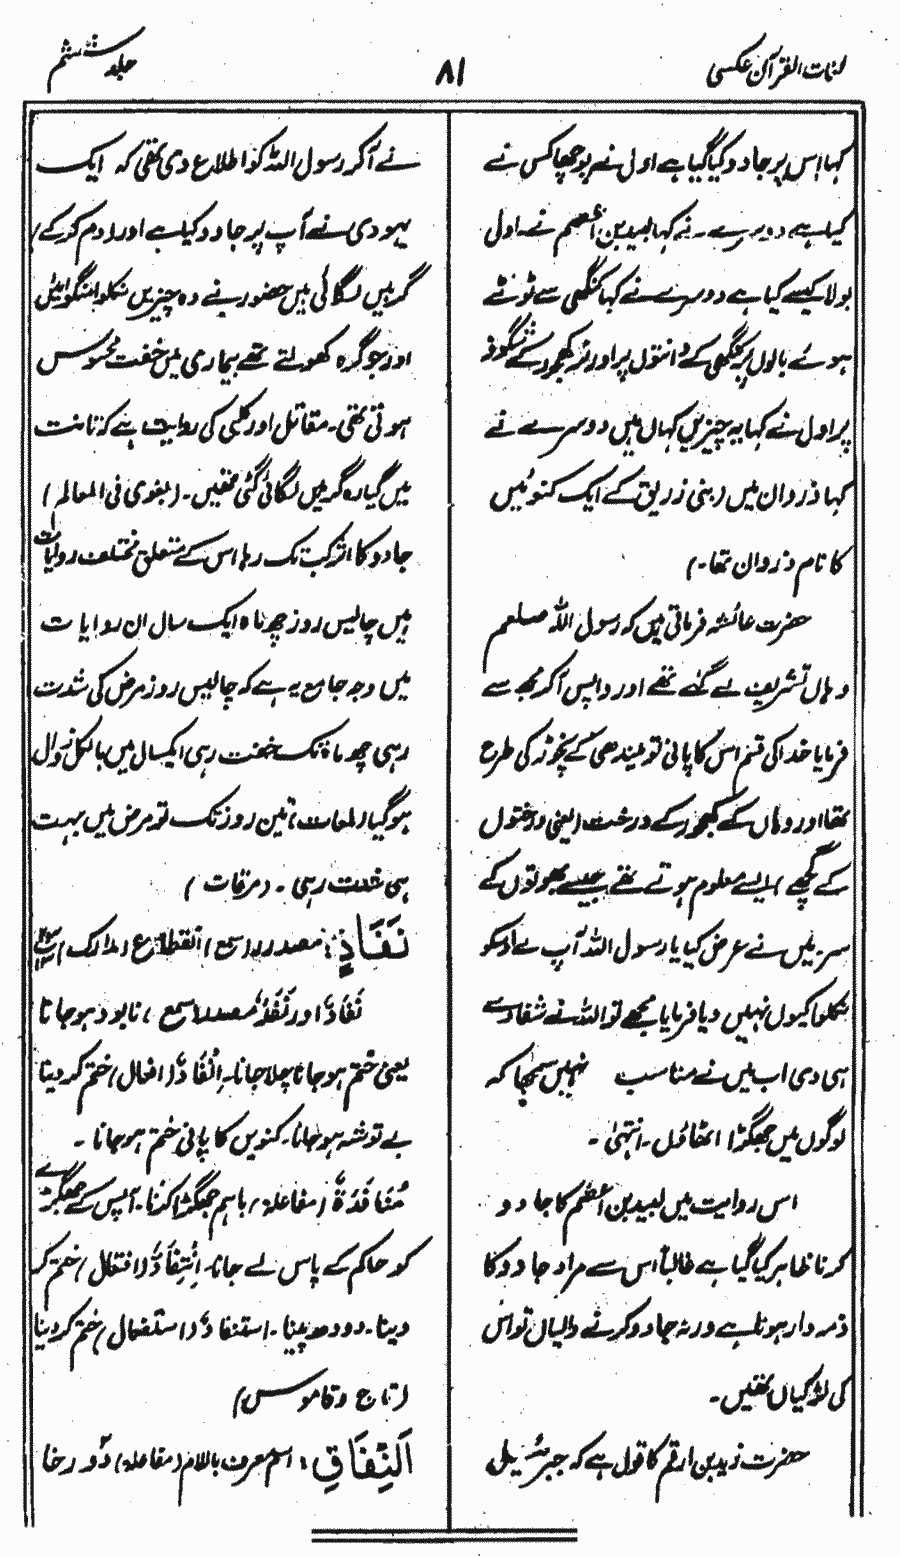 لغات القرآن عکسی
۸۱
جلد ششم
کہا اس پر جادو کیا گیا ہے اول نے پوچھا کس نے
کیا ہے دوسرے نے کہا لبید بن اعصم نے اول
بولا کیسے کیا ہے دوسرے نے کہا کنگھی سے ٹوٹے
ہوئے بالوں پر کنگھی کے دانتوں پر اور نر کھجور کے شگوفہ
پر اول نے کہا یہ چیزیں کہاں ہیں دوسرے نے
کہا ذروان میں (بنی زریق کے ایک کنوئیں
کا نام ذروان تھا۔)
حضرت عائشہ فرماتی ہیں کہ رسول اللہ صلعم
وہاں تشریف لے گئے تھے اور واپس آکر مجھ سے
فرمایا خدا کی قسم اس کا پانی تو مہندی کے نچوڑ کی طرح
تھا اور وہاں کے کھجور کے درخت (یعنی درختوں
کے گچھے) ایسے معلوم ہوتے تھے جیسے بھوتوں کے
سر۔ میں نے عرض کیا یا رسول اللہ آپ نے اس کو
نکلوا کیوں نہیں دیا فرمایا مجھے تو اللہ نے شفا دے
ہی دی اب میں نے مناسب نہیں سمجھا کہ
لوگوں میں جھگڑا اٹھاؤں۔ انتہیٰ۔
اس روایت میں لبید بن اعصم کا جادو
کرنا ظاہر کیا گیا ہے غالباً اس سے مراد جادو کا
ذمہ دار ہونا ہے ورنہ جادو کرنے والیاں تو اس
کی لڑکیاں تھیں۔
حضرت زید بن ارقم کا قول ہے کہ جبرئیل
نے آکر رسول اللہ کو اطلاع دی تھی کہ ایک
یہودی نے آپ پر جادو کیا ہے اور دم کر کے
گرہیں لگائی ہیں حضور نے وہ چیزیں نکلوا منگوائیں
اور جو گرہ کھولتے تھے بیماری میں خفت محسوس
ہوتی تھی۔ مقاتل اور کلبی کی روایت ہے کہ تانت
میں گیارہ گرہیں لگائی گئی تھیں۔ (بغوی فی المعالم)
جادو کا اثر کب تک رہا اس کے متعلق مختلف روایات
ہیں چالیس روز چھ ماہ ایک سال ان روایات
میں وجہ جامع یہ ہے کہ چالیس روز مرض کی شدت
رہی چھ ماہ تک خفت رہی ایک سال میں بالکل زوال
ہوگیا (لمعات) تین روز تک تو مرض میں بہت
ہی شدت رہی۔ (مرقات)
نَفَادٍ: مصدر (سمع) انقطاع (مدارک)
نَفَادٌ اور نَفَدٌ مصدر (سمع) نابود ہو جانا
یعنی ختم ہو جانا چلا جانا۔ اِنْفَادٌ (افعال) ختم کر دینا
بے توشہ ہو جانا۔ کنویں کا پانی ختم ہو جانا۔
مُنَافَدَۃٌ (مفاعلۃ) باہم جھگڑا کرنا۔ آپس کے جھگڑے
کو حاکم کے پاس لے جانا۔ اِنْتِفَادٌ (افتعال) ختم کر
دینا۔ دودھ پینا۔ استنفادٌ (استفعال) ختم کر دینا
(تاج و قاموس)
اَلنِّفَاقِ: اسم معرف باللام (مفاعلہ) دو رخا